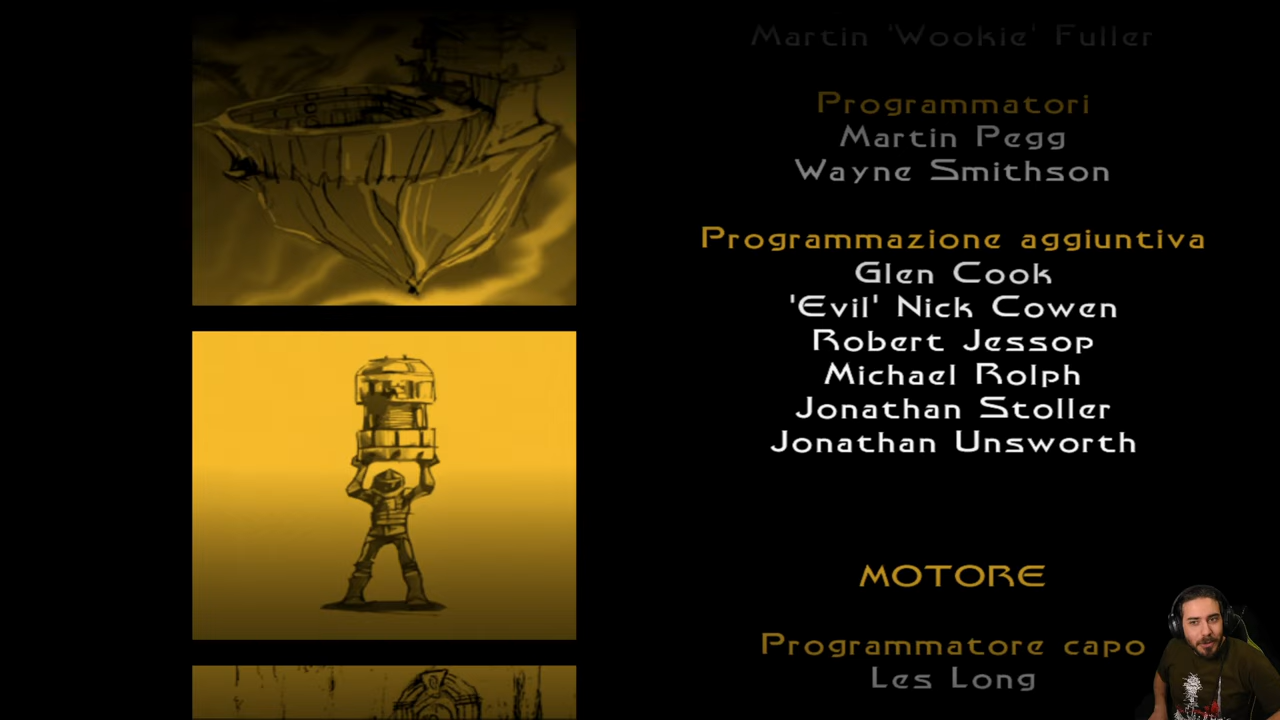 Martin 'Wookie' Fuller
Programmatori
Martin Pegg
Wayne Smithson
Programmazione aggiuntiva
Glen Cook
'Evil' Nick Cowen
Robert Jessop
Michael Rolph
Jonathan Stoller
Jonathan Unsworth
MOTORE
Programmatore capo
Les Long